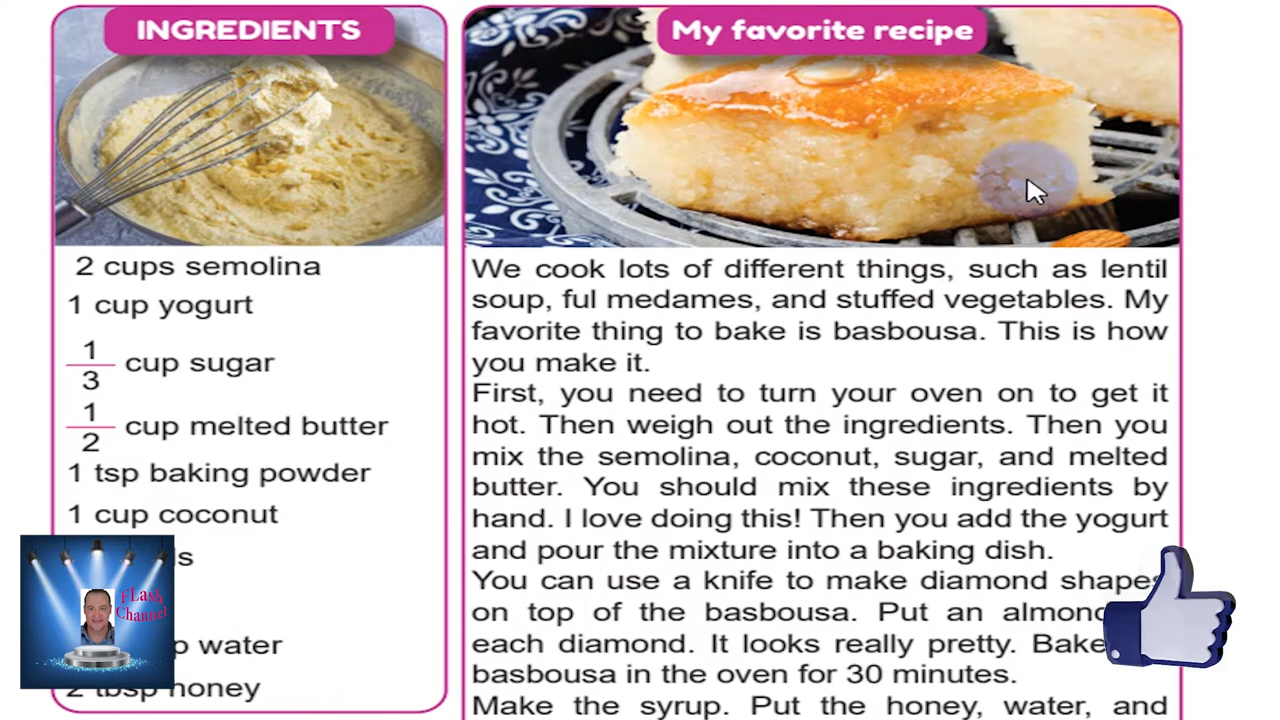 INGREDIENTS
2 cups semolina
1 cup yogurt
1/3 cup sugar
1/2 cup melted butter
1 tsp baking powder
1 cup coconut
water
2 tbsp honey
FLash
Channel
My favorite recipe
We cook lots of different things, such as lentil
soup, ful medames, and stuffed vegetables. My
favorite thing to bake is basbousa. This is how
you make it.
First, you need to turn your oven on to get it
hot. Then weigh out the ingredients. Then you
mix the semolina, coconut, sugar, and melted
butter. You should mix these ingredients by
hand. I love doing this! Then you add the yogurt
and pour the mixture into a baking dish.
You can use a knife to make diamond shapes
on top of the basbousa. Put an almond
each diamond. It looks really pretty. Bake
basbousa in the oven for 30 minutes.
Make the syrup. Put the honey, water, and